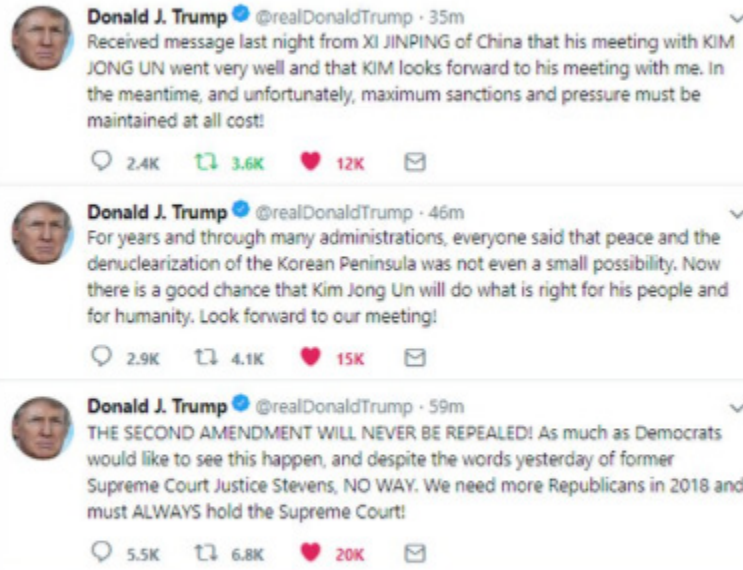 Donald J. Trump @realDonaldTrump · 35m
Received message last night from XI JINPING of China that his meeting with KIM
JONG UN went very well and that KIM looks forward to his meeting with me. In
the meantime, and unfortunately, maximum sanctions and pressure must be
maintained at all cost!
2.4K 3.6K 12K
Donald J. Trump @realDonaldTrump · 46m
For years and through many administrations, everyone said that peace and the
denuclearization of the Korean Peninsula was not even a small possibility. Now
there is a good chance that Kim Jong Un will do what is right for his people and
for humanity. Look forward to our meeting!
2.9K 4.1K 15K
Donald J. Trump @realDonaldTrump · 59m
THE SECOND AMENDMENT WILL NEVER BE REPEALED! As much as Democrats
would like to see this happen, and despite the words yesterday of former
Supreme Court Justice Stevens, NO WAY. We need more Republicans in 2018 and
must ALWAYS hold the Supreme Court!
5.5K 6.8K 20K